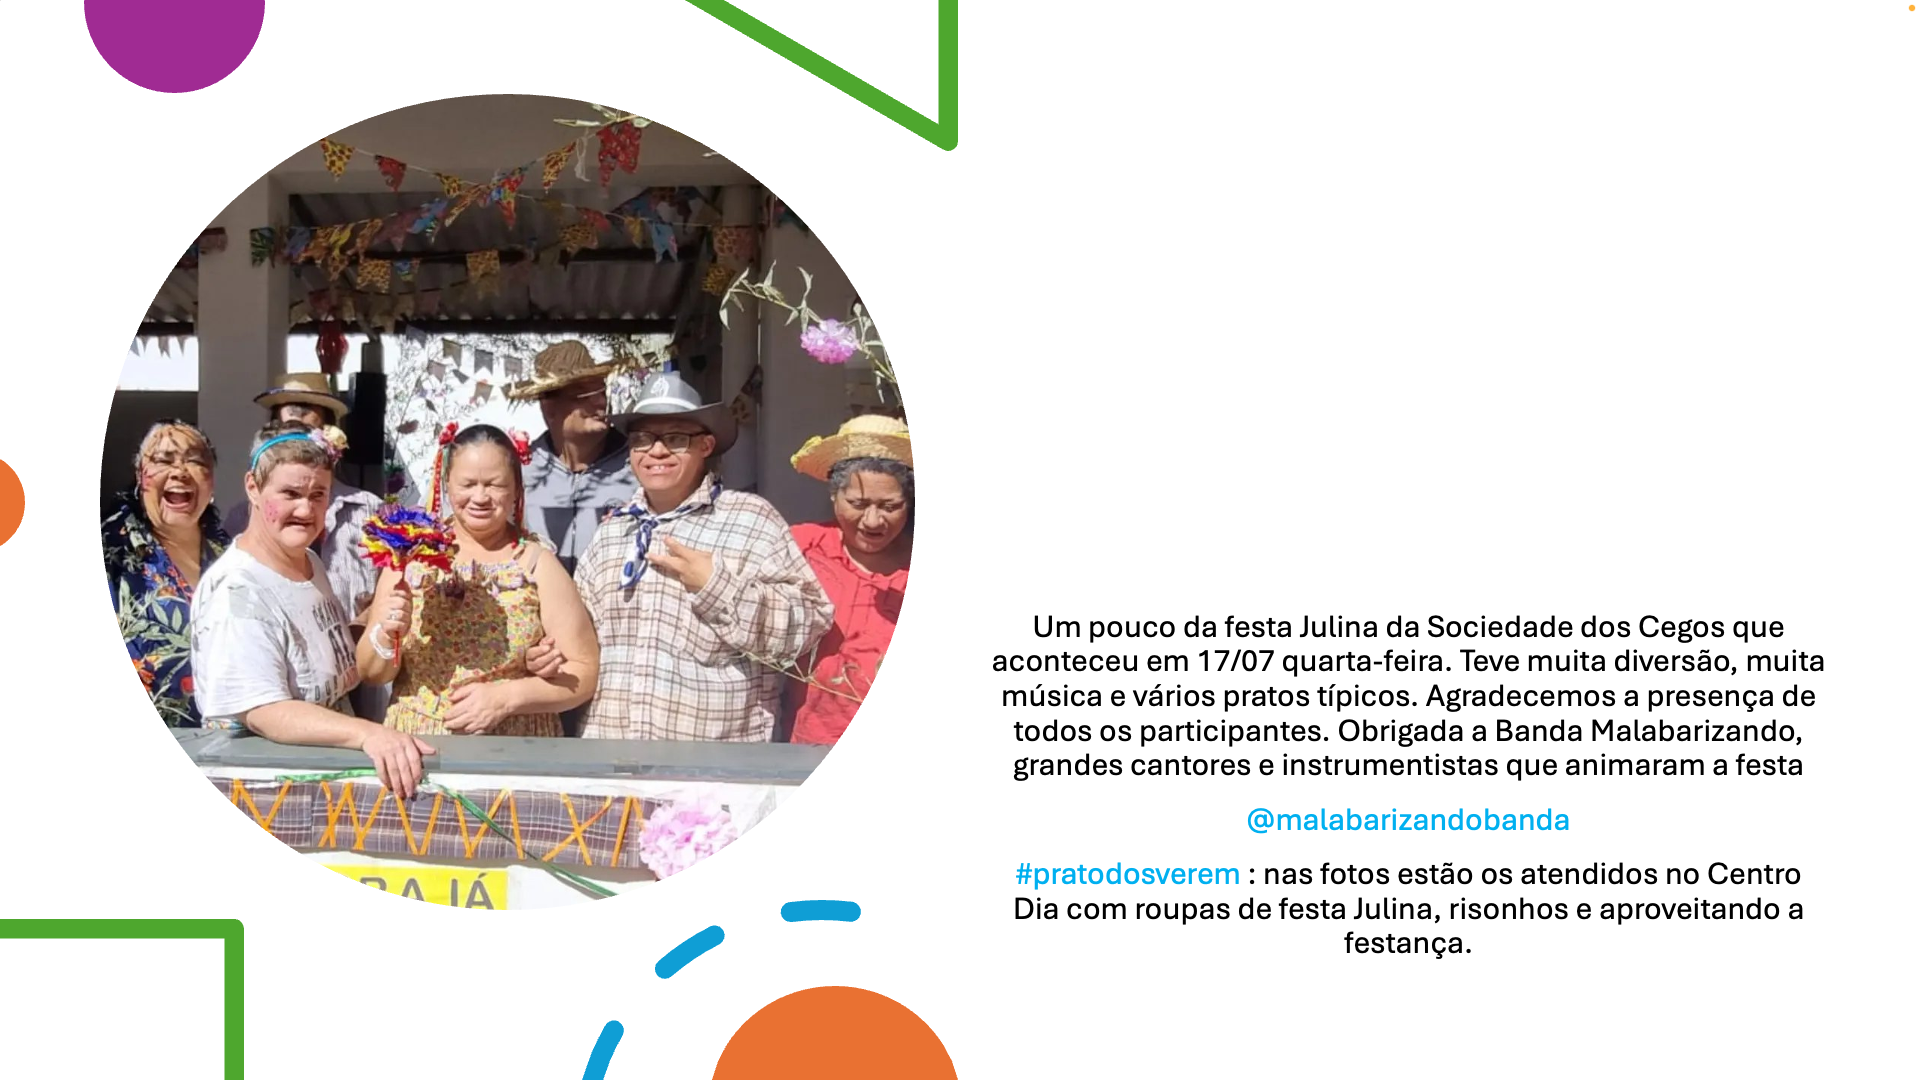 Um pouco da festa Julina da Sociedade dos Cegos que
aconteceu em 17/07 quarta-feira. Teve muita diversão, muita
música e vários pratos típicos. Agradecemos a presença de
todos os participantes. Obrigada a Banda Malabarizando,
grandes cantores e instrumentistas que animaram a festa
@malabarizandobanda
#pratodosverem : nas fotos estão os atendidos no Centro
Dia com roupas de festa Julina, risonhos e aproveitando a
festança.